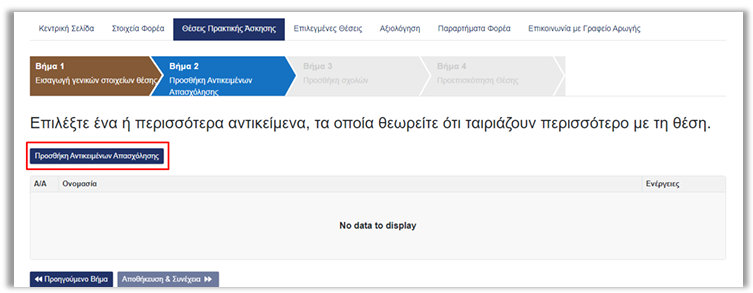 Κεντρική Σελίδα Στοιχεία Φορέα Θέσεις Πρακτικής Άσκησης Επιλεγμένες Θέσεις Αξιολόγηση Παραρτήματα Φορέα Επικοινωνία με Γραφείο Αρωγής
Βήμα 1 Βήμα 2 Βήμα 3 Βήμα 4
Εισαγωγή γενικών στοιχείων θέσης Προσθήκη Αντικειμένων Προσθήκη σχολών Προεπισκόπηση Θέσης
Απασχόλησης
Επιλέξτε ένα ή περισσότερα αντικείμενα, τα οποία θεωρείτε ότι ταιριάζουν περισσότερο με τη θέση.
Προσθήκη Αντικειμένων Απασχόλησης
Α/Α Ονομασία Ενέργειες
No data to display
Προηγούμενο Βήμα Αποθήκευση & Συνέχεια